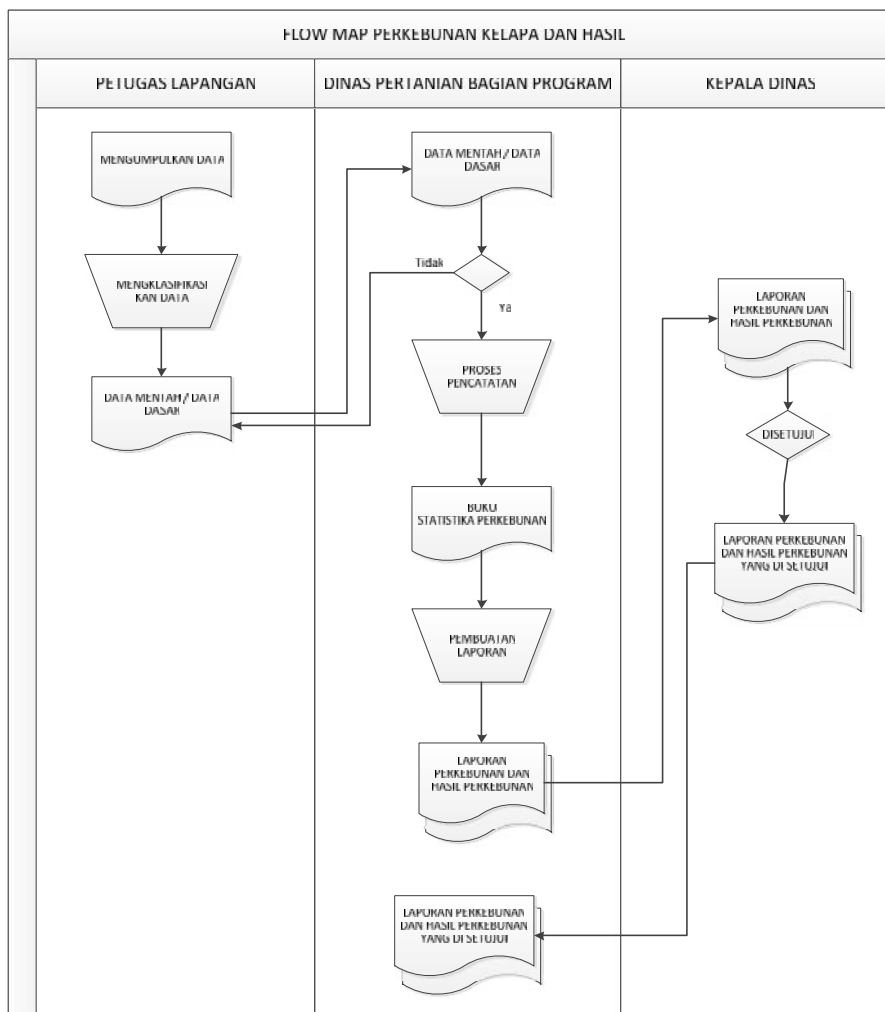 FLOW MAP PERKEBUNAN KELAPA DAN HASIL
PETUGAS LAPANGAN
DINAS PERTANIAN BAGIAN PROGRAM
KEPALA DINAS
MENGUMPULKAN DATA
MENGKLASIFIKASI
KAN DATA
DATA MENTAH / DATA
DASAR
DATA MENTAH / DATA
DASAR
Tidak
Ya
PROSES
PENCATATAN
BUKU
STATISTIKA PERKEBUNAN
PEMBUATAN
LAPORAN
LAPORAN
PERKEBUNAN DAN
HASIL PERKEBUNAN
LAPORAN PERKEBUNAN
DAN HASIL PERKEBUNAN
YANG DI SETUJUI
LAPORAN
PERKEBUNAN DAN
HASIL PERKEBUNAN
DISETUJUI
LAPORAN PERKEBUNAN
DAN HASIL PERKEBUNAN
YANG DI SETUJUI